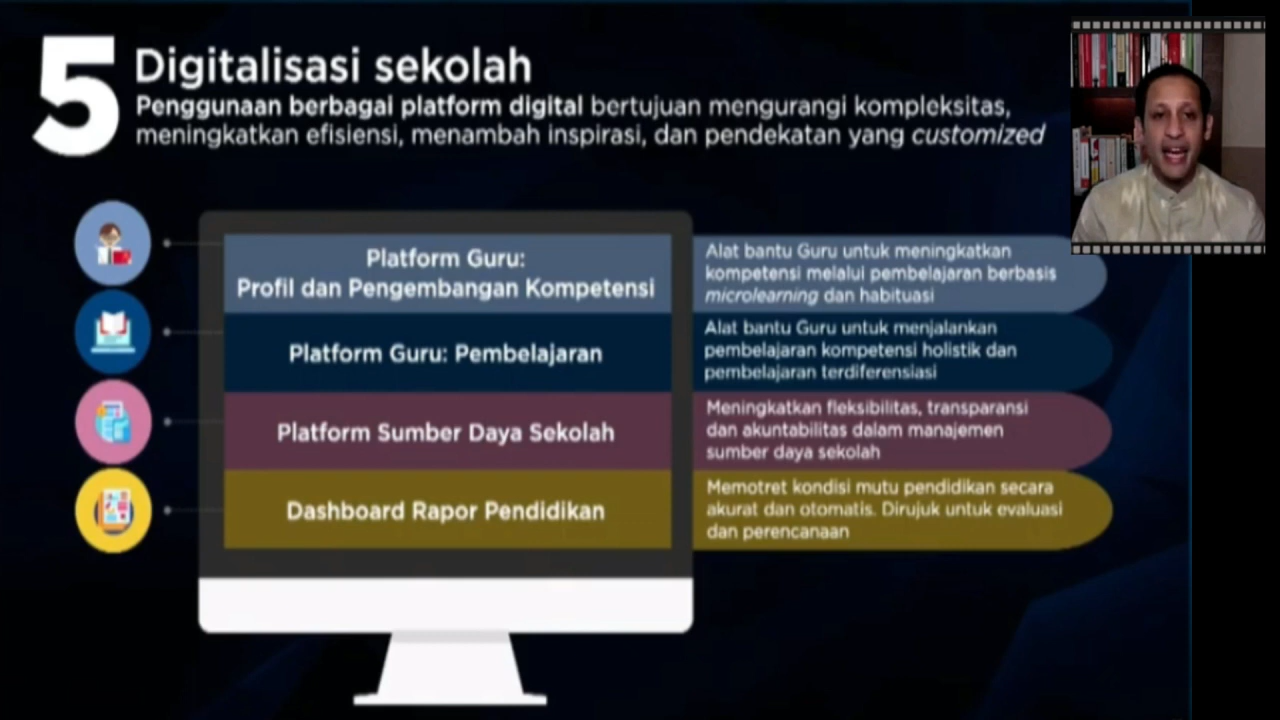 5
Digitalisasi sekolah
Penggunaan berbagai platform digital bertujuan mengurangi kompleksitas,
meningkatkan efisiensi, menambah inspirasi, dan pendekatan yang customized
Platform Guru:
Profil dan Pengembangan Kompetensi
Alat bantu Guru untuk meningkatkan
kompetensi melalui pembelajaran berbasis
microlearning dan habituasi
Platform Guru: Pembelajaran
Alat bantu Guru untuk menjalankan
pembelajaran kompetensi holistik dan
pembelajaran terdiferensiasi
Platform Sumber Daya Sekolah
Meningkatkan fleksibilitas, transparansi
dan akuntabilitas dalam manajemen
sumber daya sekolah
Dashboard Rapor Pendidikan
Memotret kondisi mutu pendidikan secara
akurat dan otomatis. Dirujuk untuk evaluasi
dan perencanaan